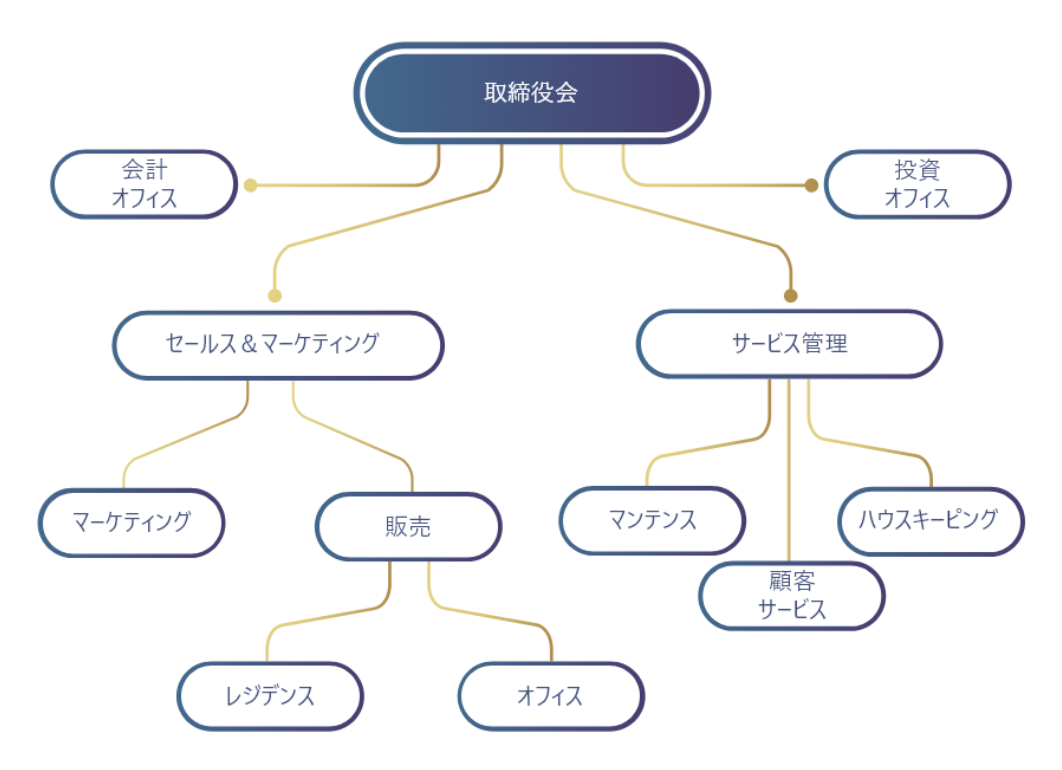 取締役会
会計
オフィス
投資
オフィス
セールス＆マーケティング
サービス管理
マーケティング
販売
マンテンス
ハウスキーピング
顧客
サービス
レジデンス
オフィス